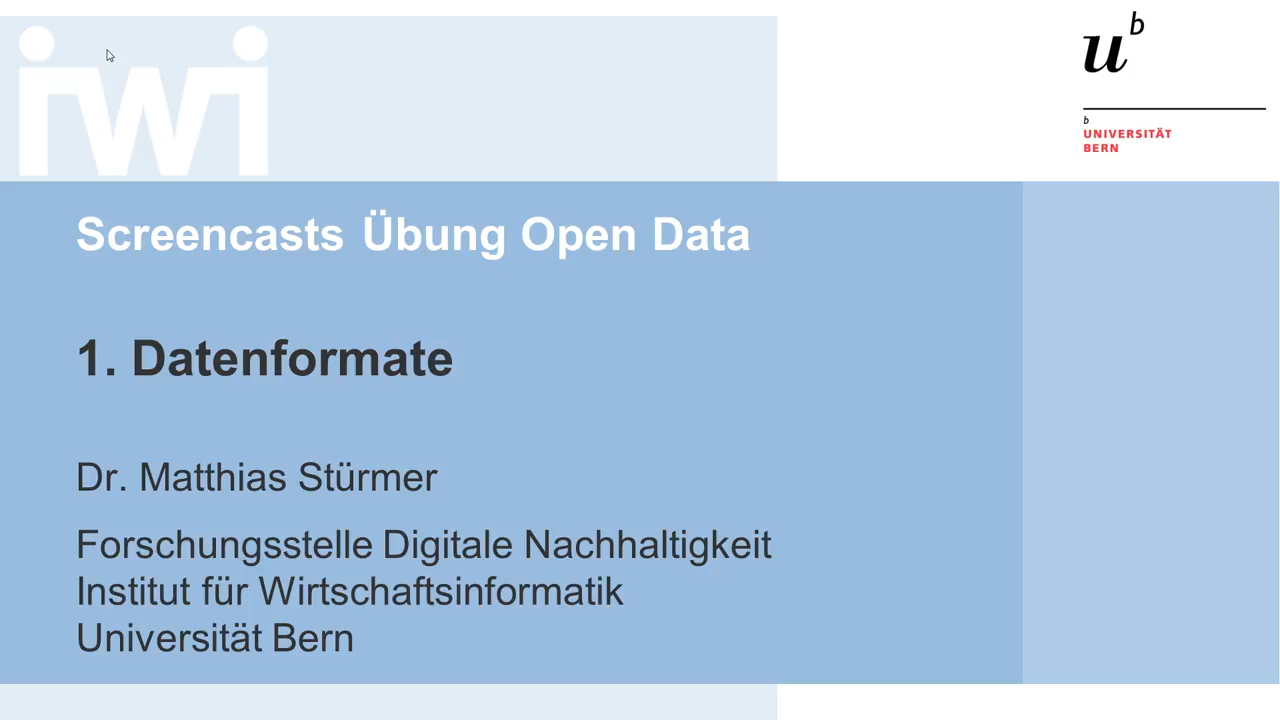 iwi
u b
b
UNIVERSITÄT
BERN
Screencasts Übung Open Data
1. Datenformate
Dr. Matthias Stürmer
Forschungsstelle Digitale Nachhaltigkeit
Institut für Wirtschaftsinformatik
Universität Bern